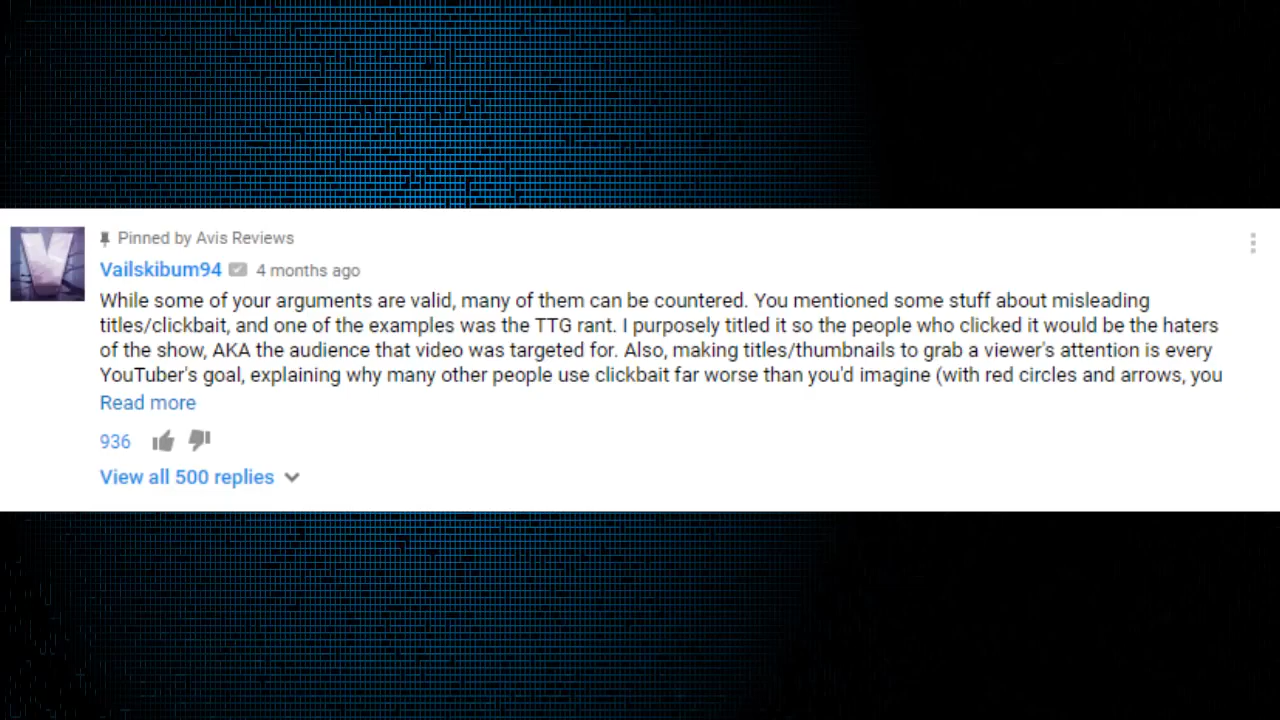 Pinned by Avis Reviews
Vailskibum94 4 months ago
While some of your arguments are valid, many of them can be countered. You mentioned some stuff about misleading
titles/clickbait, and one of the examples was the TTG rant. I purposely titled it so the people who clicked it would be the haters
of the show, AKA the audience that video was targeted for. Also, making titles/thumbnails to grab a viewer's attention is every
YouTuber's goal, explaining why many other people use clickbait far worse than you'd imagine (with red circles and arrows, you
Read more
936
View all 500 replies